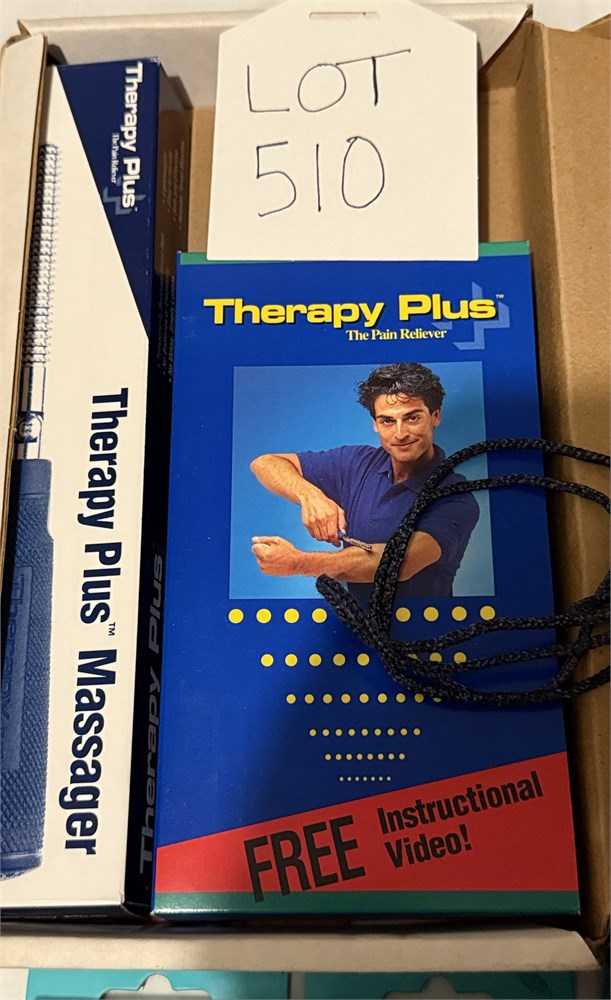 LOT
510
Therapy Plus
The Pain Reliever
Therapy Plus™ Massager
Therapy Plus
Therapy Plus™
The Pain Reliever
FREE Instructional
Video!